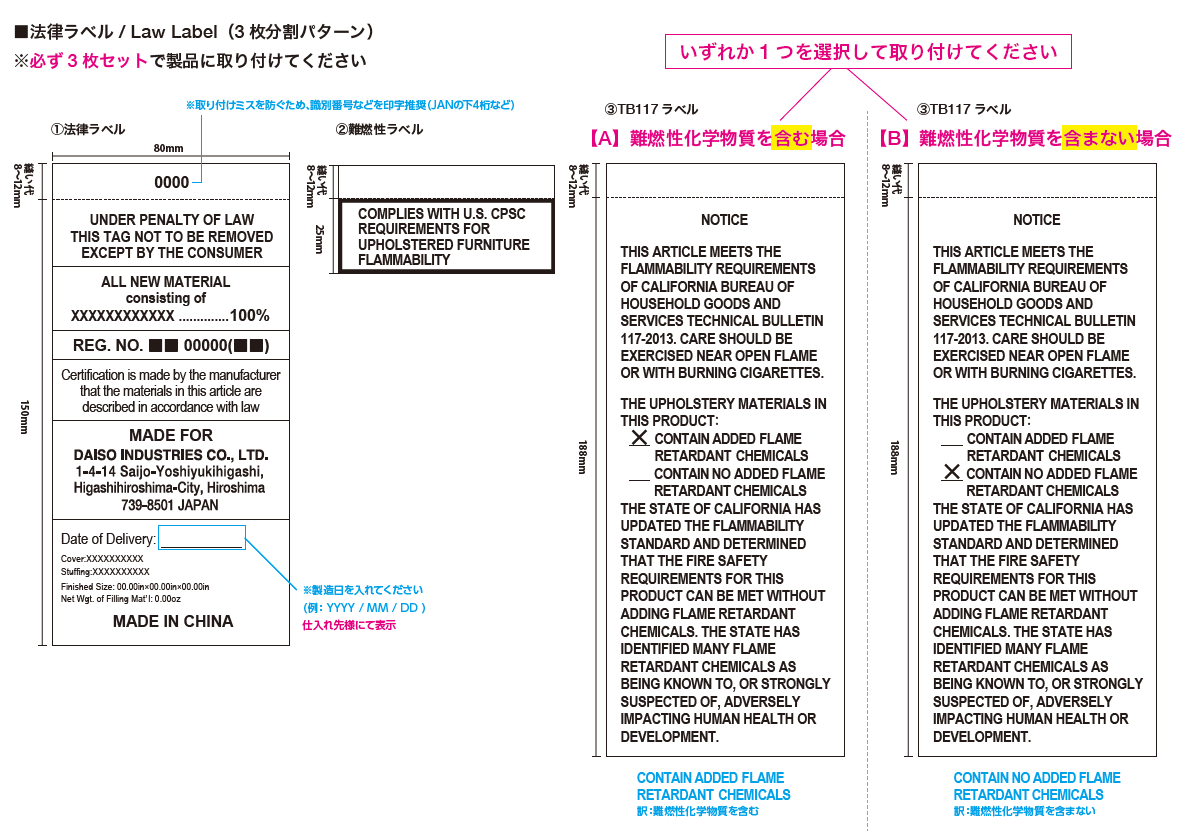 ■法律ラベル / Law Label（3 枚分割パターン）
※必ず 3 枚セットで製品に取り付けてください
いずれか 1 つを選択して取り付けてください
※取り付けミスを防ぐため、識別番号などを印字推奨（JANの下4桁など）
①法律ラベル
80mm
縫い代
8～12mm
150mm
0000
UNDER PENALTY OF LAW
THIS TAG NOT TO BE REMOVED
EXCEPT BY THE CONSUMER
ALL NEW MATERIAL
consisting of
XXXXXXXXXXXX ..............100%
REG. NO. ■■ 00000(■■)
Certification is made by the manufacturer
that the materials in this article are
described in accordance with law
MADE FOR
DAISO INDUSTRIES CO., LTD.
1-4-14 Saijo-Yoshiyukihigashi,
Higashihiroshima-City, Hiroshima
739-8501 JAPAN
Date of Delivery:
Cover:XXXXXXXXXX
Stuffing:XXXXXXXXXX
Finished Size: 00.00in×00.00in×00.00in
Net Wgt. of Filling Mat'l: 0.00oz
MADE IN CHINA
※製造日を入れてください
（例： YYYY / MM / DD ）
仕入れ先様にて表示
②難燃性ラベル
縫い代
8～12mm
25mm
COMPLIES WITH U.S. CPSC
REQUIREMENTS FOR
UPHOLSTERED FURNITURE
FLAMMABILITY
③TB117 ラベル
【A】難燃性化学物質を含む場合
縫い代
8～12mm
188mm
NOTICE
THIS ARTICLE MEETS THE
FLAMMABILITY REQUIREMENTS
OF CALIFORNIA BUREAU OF
HOUSEHOLD GOODS AND
SERVICES TECHNICAL BULLETIN
117-2013. CARE SHOULD BE
EXERCISED NEAR OPEN FLAME
OR WITH BURNING CIGARETTES.
THE UPHOLSTERY MATERIALS IN
THIS PRODUCT:
X CONTAIN ADDED FLAME
RETARDANT CHEMICALS
__ CONTAIN NO ADDED FLAME
RETARDANT CHEMICALS
THE STATE OF CALIFORNIA HAS
UPDATED THE FLAMMABILITY
STANDARD AND DETERMINED
THAT THE FIRE SAFETY
REQUIREMENTS FOR THIS
PRODUCT CAN BE MET WITHOUT
ADDING FLAME RETARDANT
CHEMICALS. THE STATE HAS
IDENTIFIED MANY FLAME
RETARDANT CHEMICALS AS
BEING KNOWN TO, OR STRONGLY
SUSPECTED OF, ADVERSELY
IMPACTING HUMAN HEALTH OR
DEVELOPMENT.
CONTAIN ADDED FLAME
RETARDANT CHEMICALS
訳：難燃性化学物質を含む
③TB117 ラベル
【B】難燃性化学物質を含まない場合
縫い代
8～12mm
188mm
NOTICE
THIS ARTICLE MEETS THE
FLAMMABILITY REQUIREMENTS
OF CALIFORNIA BUREAU OF
HOUSEHOLD GOODS AND
SERVICES TECHNICAL BULLETIN
117-2013. CARE SHOULD BE
EXERCISED NEAR OPEN FLAME
OR WITH BURNING CIGARETTES.
THE UPHOLSTERY MATERIALS IN
THIS PRODUCT:
__ CONTAIN ADDED FLAME
RETARDANT CHEMICALS
X CONTAIN NO ADDED FLAME
RETARDANT CHEMICALS
THE STATE OF CALIFORNIA HAS
UPDATED THE FLAMMABILITY
STANDARD AND DETERMINED
THAT THE FIRE SAFETY
REQUIREMENTS FOR THIS
PRODUCT CAN BE MET WITHOUT
ADDING FLAME RETARDANT
CHEMICALS. THE STATE HAS
IDENTIFIED MANY FLAME
RETARDANT CHEMICALS AS
BEING KNOWN TO, OR STRONGLY
SUSPECTED OF, ADVERSELY
IMPACTING HUMAN HEALTH OR
DEVELOPMENT.
CONTAIN NO ADDED FLAME
RETARDANT CHEMICALS
訳：難燃性化学物質を含まない